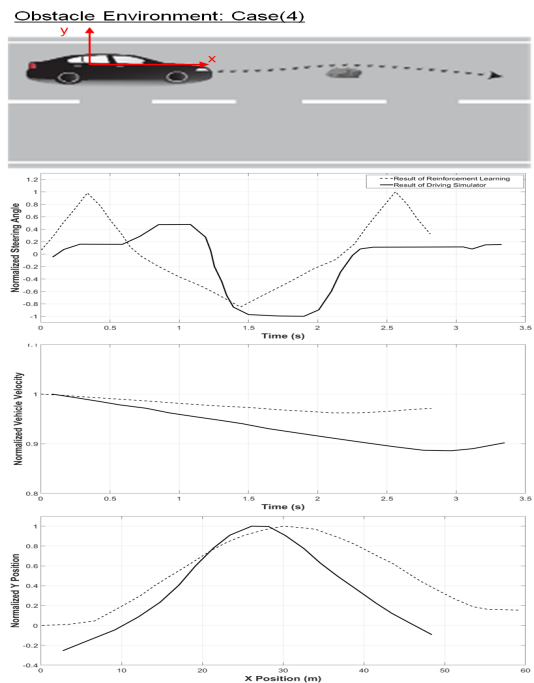 Obstacle Environment: Case(4)
y
x
Result of Reinforcement Learning
Result of Driving Simulator
Normalized Steering Angle
1.2
1
0.8
0.6
0.4
0.2
0
-0.2
-0.4
-0.6
-0.8
-1
0 0.5 1 1.5 2 2.5 3 3.5
Time (s)
Normalized Vehicle Velocity
1.1
1
0.9
0.8
0 0.5 1 1.5 2 2.5 3 3.5
Time (s)
Normalized Y Position
1
0.8
0.6
0.4
0.2
0
-0.2
-0.4
0 10 20 30 40 50 60
X Position (m)